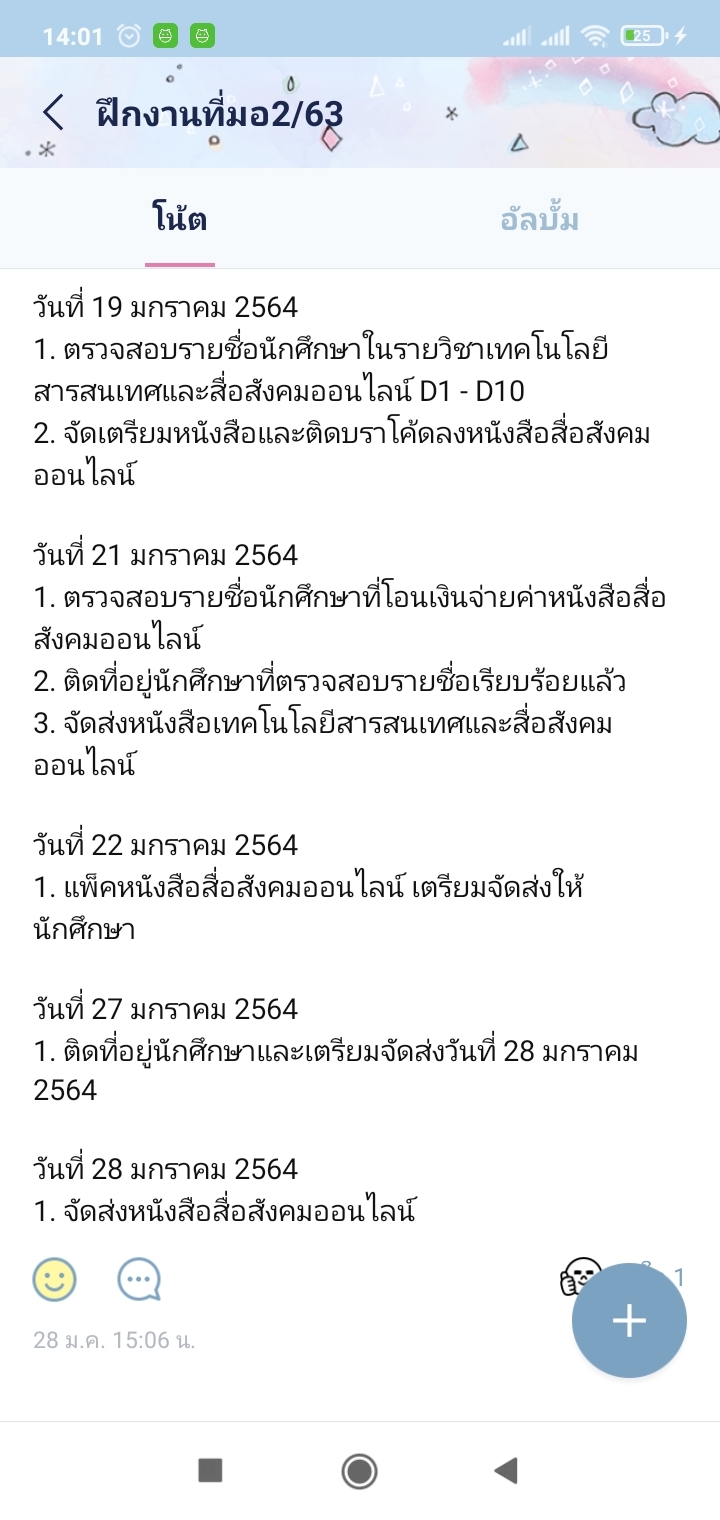 14:01
25
ฝึกงานที่มอ2/63
โน้ต
อัลบั้ม
วันที่ 19 มกราคม 2564
1. ตรวจสอบรายชื่อนักศึกษาในรายวิชาเทคโนโลยี
สารสนเทศและสื่อสังคมออนไลน์ D1 - D10
2. จัดเตรียมหนังสือและติดบราโค้ดลงหนังสือสื่อสังคม
ออนไลน์
วันที่ 21 มกราคม 2564
1. ตรวจสอบรายชื่อนักศึกษาที่โอนเงินจ่ายค่าหนังสือสื่อ
สังคมออนไลน์
2. ติดที่อยู่นักศึกษาที่ตรวจสอบรายชื่อเรียบร้อยแล้ว
3. จัดส่งหนังสือเทคโนโลยีสารสนเทศและสื่อสังคม
ออนไลน์
วันที่ 22 มกราคม 2564
1. แพ็คหนังสือสื่อสังคมออนไลน์ เตรียมจัดส่งให้
นักศึกษา
วันที่ 27 มกราคม 2564
1. ติดที่อยู่นักศึกษาและเตรียมจัดส่งวันที่ 28 มกราคม
2564
วันที่ 28 มกราคม 2564
1. จัดส่งหนังสือสื่อสังคมออนไลน์
1
28 ม.ค. 15:06 น.